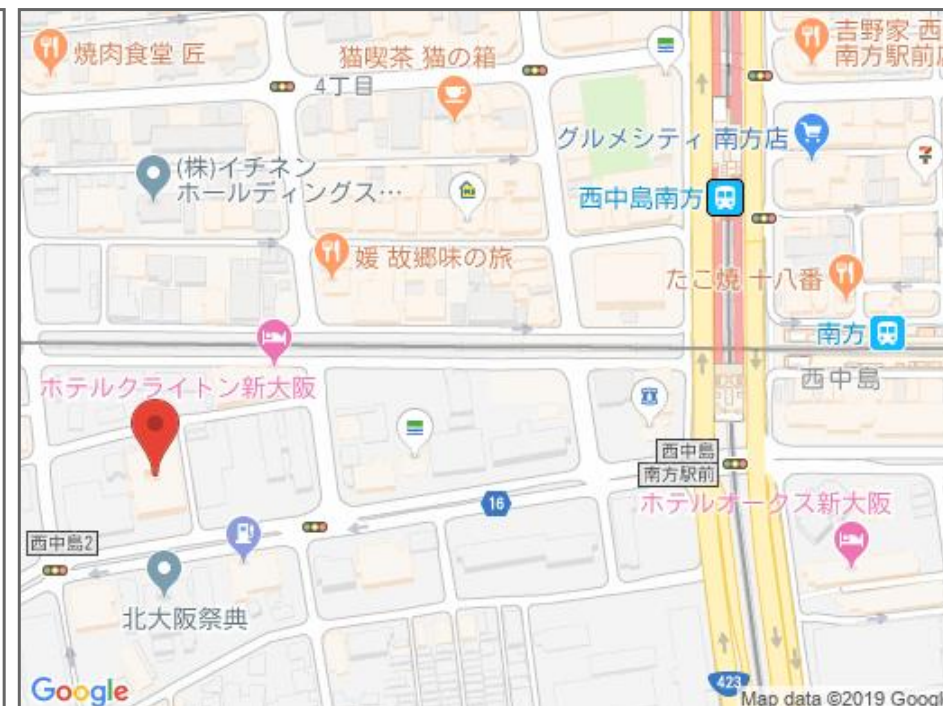 焼肉食堂 匠
猫喫茶 猫の箱
吉野家 西
南方駅前店
4丁目
グルメシティ 南方店
(株)イチネン
ホールディングス…
西中島南方
媛 故郷味の旅
たこ焼 十八番
南方
ホテルクライトン新大阪
西中島
西中島
南方駅前
16
ホテルオークス新大阪
西中島2
北大阪祭典
Google
423
Map data ©2019 Google